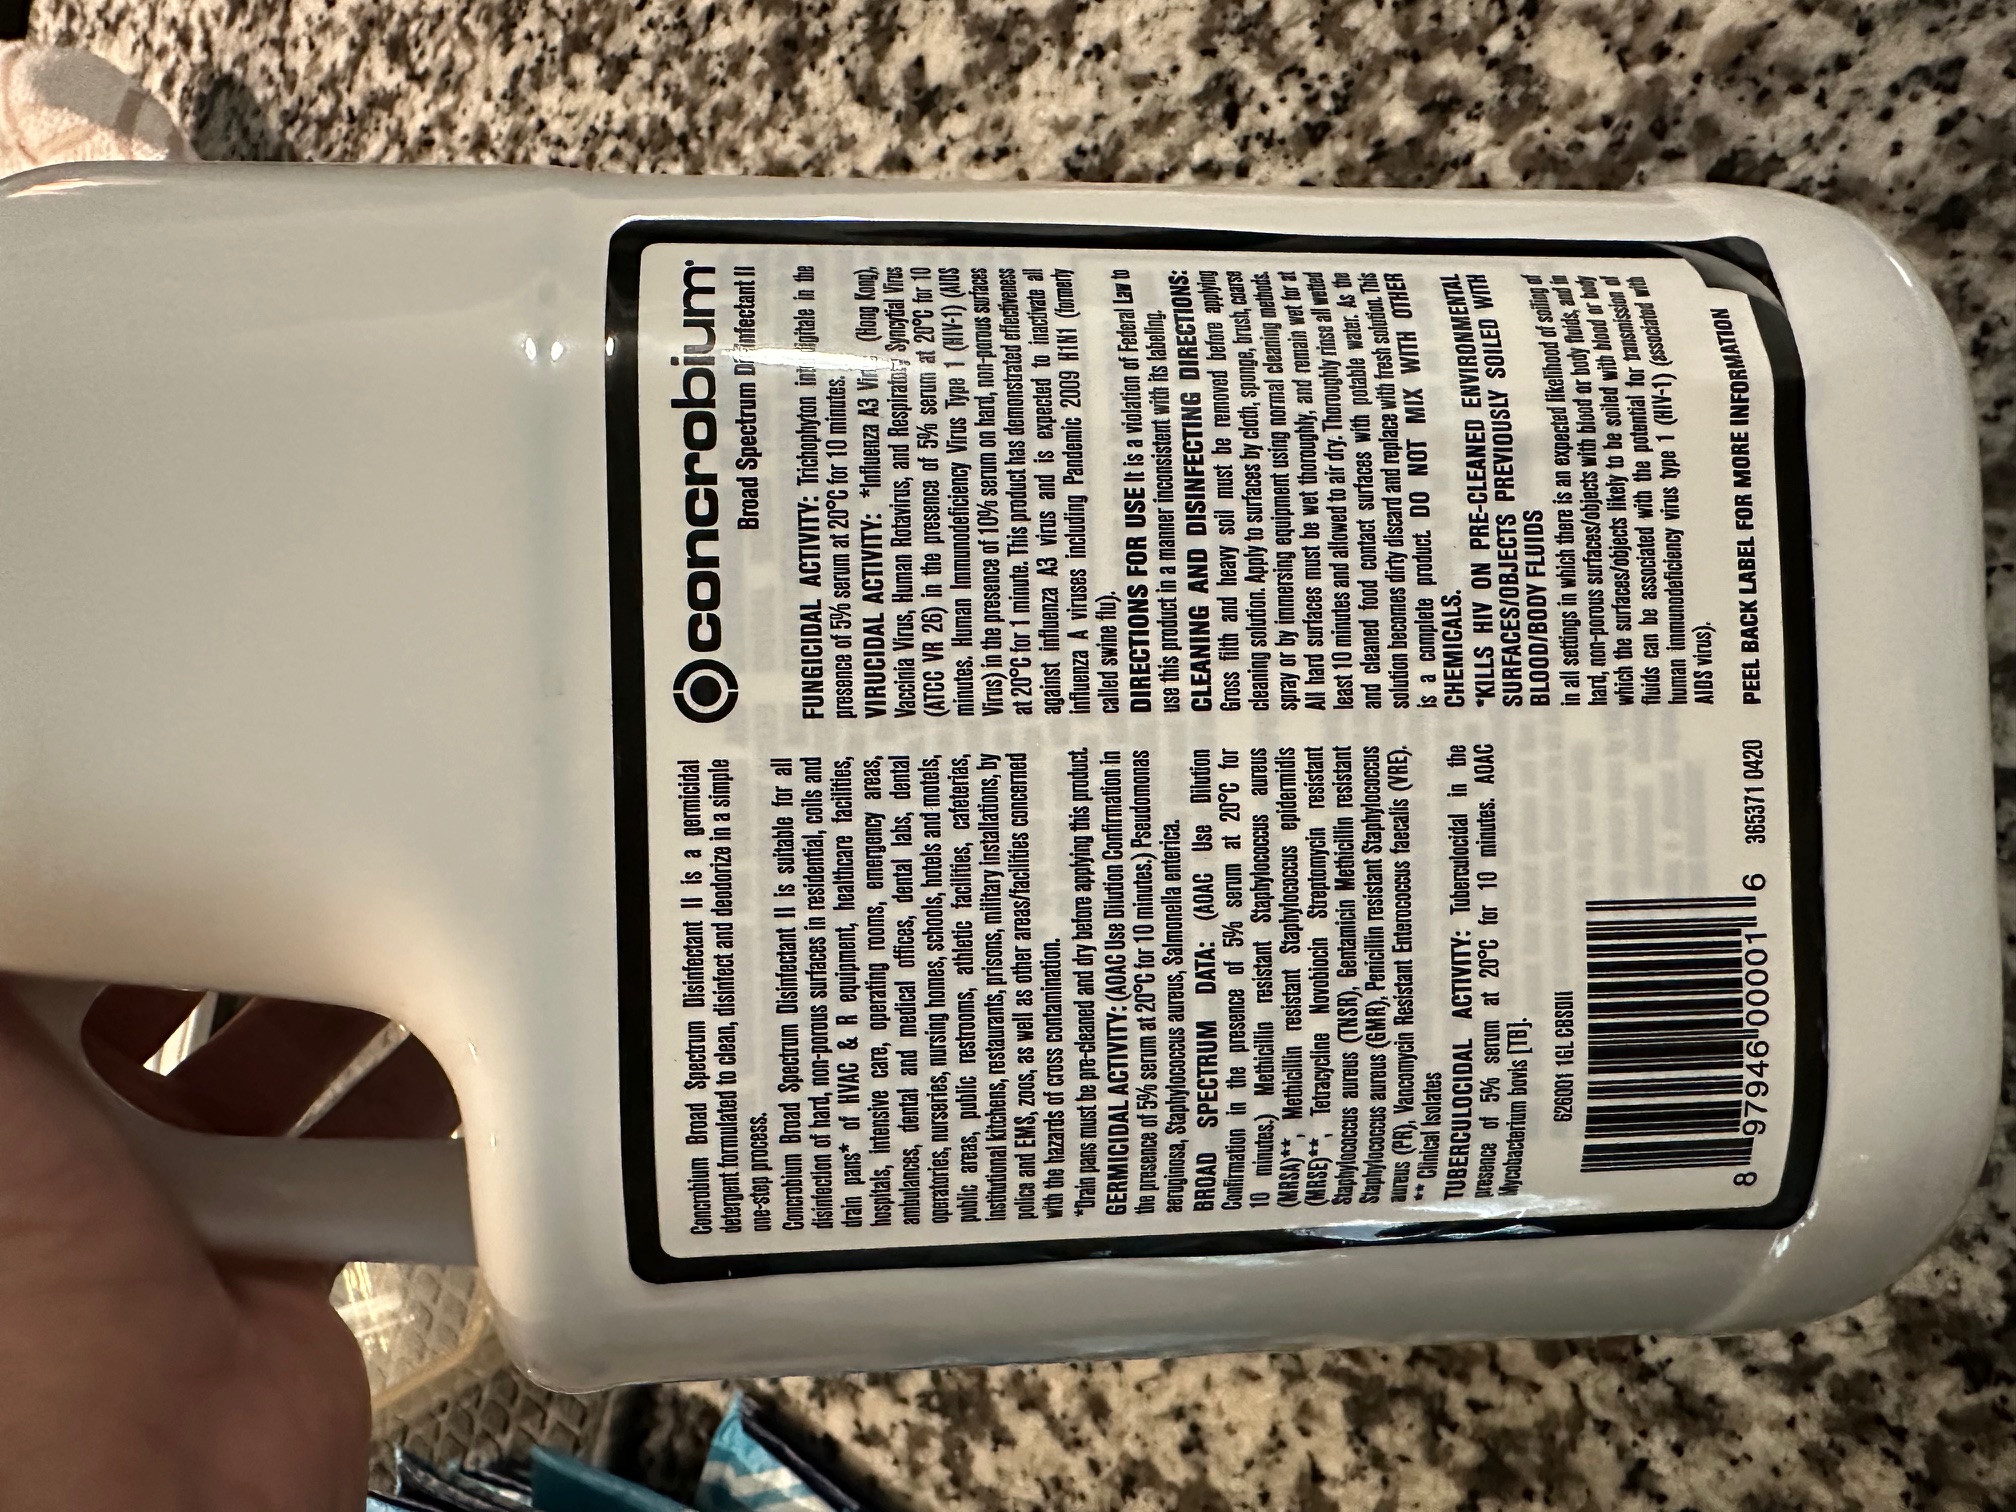 Concrobium Broad Spectrum Disinfectant II is a germicidal
detergent formulated to clean, disinfect and deodorize in a simple
one-step process.
Concrobium Broad Spectrum Disinfectant II is suitable for all
disinfection of hard, non-porous surfaces in residential, coils and
drain pans* of HVAC & R equipment, healthcare facilities,
hospitals, intensive care, operating rooms, emergency areas,
ambulances, dental and medical offices, dental labs, dental
operatories, nurseries, nursing homes, schools, hotels and motels,
public areas, public restrooms, athletic facilities, cafeterias,
institutional kitchens, restaurants, prisons, military installations, by
police and EMS, zoos, as well as other areas/facilities concerned
with the hazards of cross contamination.
*Drain pans must be pre-cleaned and dry before applying this product.
GERMICIDAL ACTIVITY: (AOAC Use Dilution Confirmation in
the presence of 5% serum at 20°C for 10 minutes.) Pseudomonas
aeruginosa, Staphylococcus aureus, Salmonella enterica.
BROAD SPECTRUM DATA: (AOAC Use Dilution
Confirmation in the presence of 5% serum at 20°C for
10 minutes.) Methicillin resistant Staphylococcus aureus
(MRSA)**, Methicillin resistant Staphylococcus epidermidis
(MRSE)**, Tetracycline Novobiocin Streptomycin resistant
Staphylococcus aureus (TNSR), Gentamicin Methicillin resistant
Staphylococcus aureus (GMR), Penicillin resistant Staphylococcus
aureus (PR), Vancomycin Resistant Enterococcus faecalis (VRE).
** Clinical Isolates
TUBERCULOCIDAL ACTIVITY: Tuberculocidal in the
presence of 5% serum at 20°C for 10 minutes. AOAC
Mycobacterium bovis [TB].
626001 1GL CBSDII
8 97946 00001 6
365371 0420
concrobium
Broad Spectrum Disinfectant II
FUNGICIDAL ACTIVITY: Trichophyton interdigitale in the
presence of 5% serum at 20°C for 10 minutes.
VIRUCIDAL ACTIVITY: *Influenza A3 Virus (Hong Kong),
Vaccinia Virus, Human Rotavirus, and Respiratory Syncytial Virus
(ATCC VR 26) in the presence of 5% serum at 20°C for 10
minutes. Human Immunodeficiency Virus Type 1 (HIV-1) (AIDS
Virus) in the presence of 10% serum on hard, non-porous surfaces
at 20°C for 1 minute. This product has demonstrated effectiveness
against influenza A3 virus and is expected to inactivate all
influenza A viruses including Pandemic 2009 H1N1 (formerly
called swine flu).
DIRECTIONS FOR USE It is a violation of Federal Law to
use this product in a manner inconsistent with its labeling.
CLEANING AND DISINFECTING DIRECTIONS:
Gross filth and heavy soil must be removed before applying
cleaning solution. Apply to surfaces by cloth, sponge, brush, coarse
spray or by immersing equipment using normal cleaning methods.
All hard surfaces must be wet thoroughly, and remain wet for at
least 10 minutes and allowed to air dry. Thoroughly rinse all wetted
and cleaned food contact surfaces with potable water. As the
solution becomes dirty discard and replace with fresh solution. This
is a complete product. DO NOT MIX WITH OTHER
CHEMICALS.
*KILLS HIV ON PRE-CLEANED ENVIRONMENTAL
SURFACES/OBJECTS PREVIOUSLY SOILED WITH
BLOOD/BODY FLUIDS
in all settings in which there is an expected likelihood of soiling of
hard, non-porous surfaces/objects with blood or body fluids, and in
which the surfaces/objects likely to be soiled with blood or body
fluids can be associated with the potential for transmission of
human immunodeficiency virus type 1 (HIV-1) (associated with
AIDS virus).
PEEL BACK LABEL FOR MORE INFORMATION